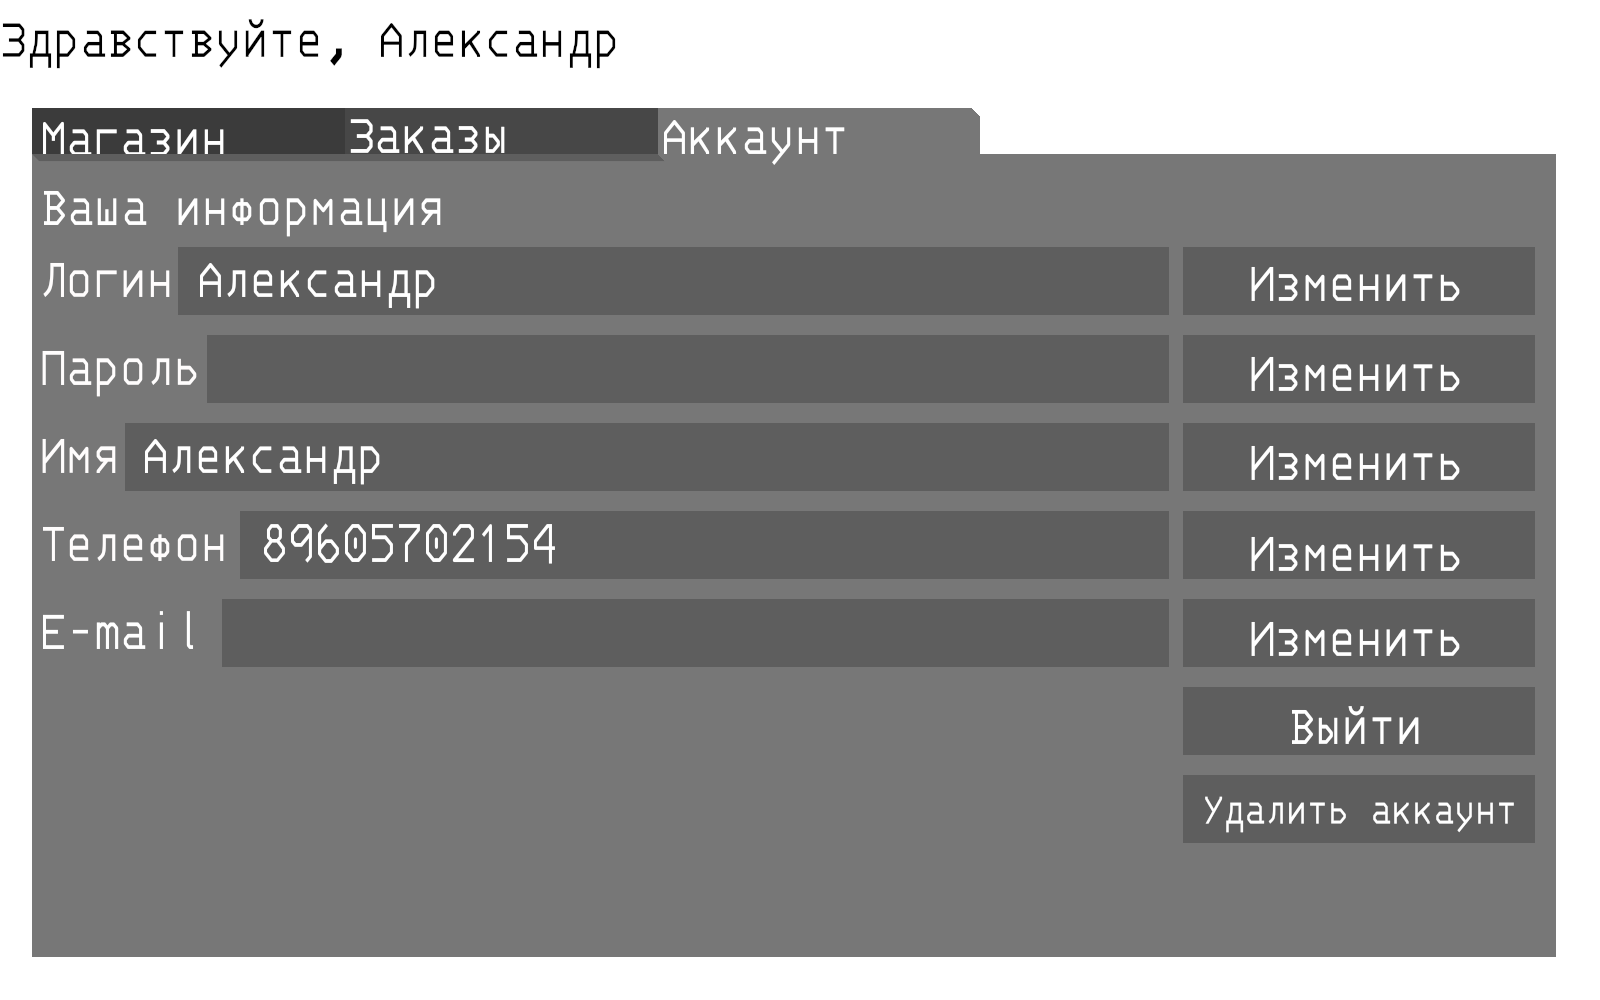 Здравствуйте, Александр
Магазин Заказы Аккаунт
Ваша информация
Логин Александр Изменить
Пароль Изменить
Имя Александр Изменить
Телефон 89605702154 Изменить
E-mail Изменить
Выйти
Удалить аккаунт